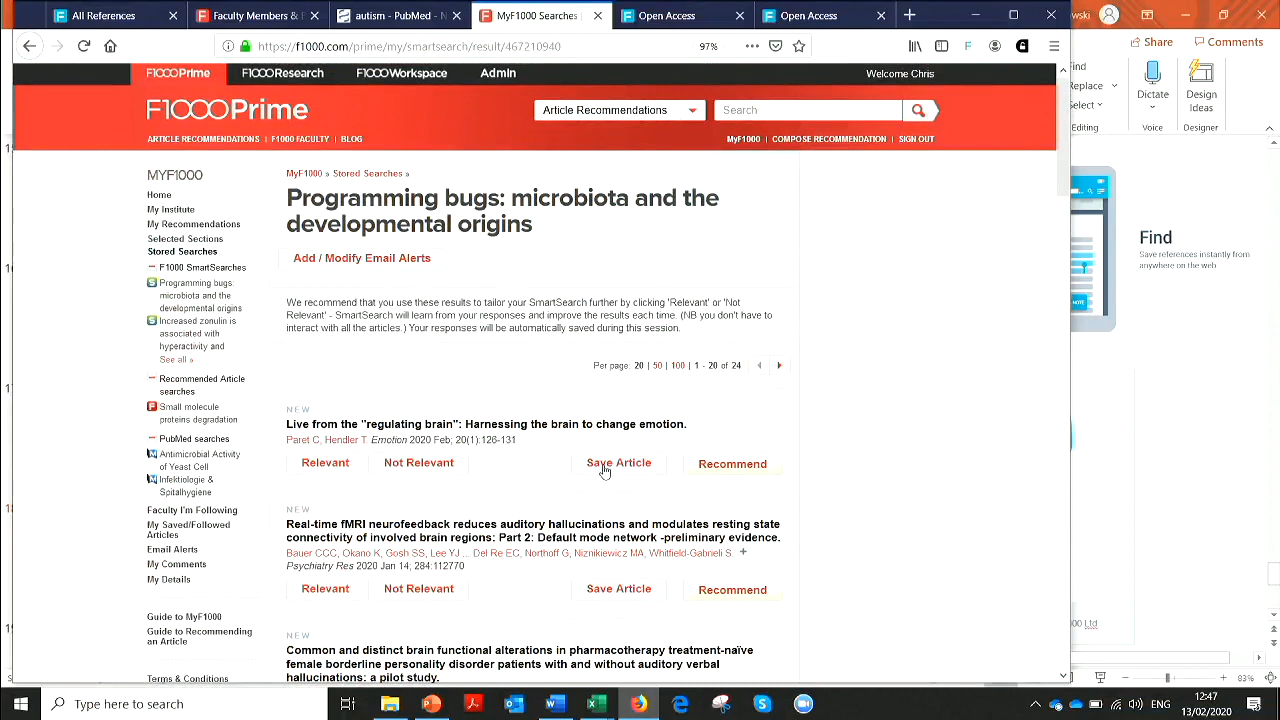 All References
Faculty Members &
autism - PubMed - N
MyF1000 Searches
Open Access
Open Access
https://f1000.com/prime/my/smartsearch/result/467210940
97%
F1000Prime
F1000Research
F1000Workspace
Admin
Welcome Chris
F1000Prime
Article Recommendations
Search
ARTICLE RECOMMENDATIONS | F1000 FACULTY | BLOG
MyF1000 | COMPOSE RECOMMENDATION | SIGN OUT
MYF1000
Home
My Institute
My Recommendations
Selected Sections
Stored Searches
F1000 SmartSearches
Programming bugs:
microbiota and the
developmental origins
Increased zonulin is
associated with
hyperactivity and
See all »
Recommended Article
searches
Small molecule
proteins degradation
PubMed searches
Antimicrobial Activity
of Yeast Cell
Infektiologie &
Spitalhygiene
Faculty I'm Following
My Saved/Followed
Articles
Email Alerts
My Comments
My Details
Guide to MyF1000
Guide to Recommending
an Article
Terms & Conditions
MyF1000 » Stored Searches »
Programming bugs: microbiota and the
developmental origins
Add / Modify Email Alerts
We recommend that you use these results to tailor your SmartSearch further by clicking 'Relevant' or 'Not
Relevant' - SmartSearch will learn from your responses and improve the results each time. (NB you don't have to
interact with all the articles.) Your responses will be automatically saved during this session.
Per page: 20 | 50 | 100 | 1 - 20 of 24
NEW
Live from the "regulating brain": Harnessing the brain to change emotion.
Paret C, Hendler T. Emotion 2020 Feb; 20(1):126-131
Relevant
Not Relevant
Save Article
Recommend
NEW
Real-time fMRI neurofeedback reduces auditory hallucinations and modulates resting state
connectivity of involved brain regions: Part 2: Default mode network -preliminary evidence.
Bauer CCC, Okano K, Gosh SS, Lee YJ ... Del Re EC, Northoff G, Niznikiewicz MA, Whitfield-Gabrieli S. +
Psychiatry Res 2020 Jan 14; 284:112770
Relevant
Not Relevant
Save Article
Recommend
NEW
Common and distinct brain functional alterations in pharmacotherapy treatment-naïve
female borderline personality disorder patients with and without auditory verbal
hallucinations: a pilot study.
wski
Share
Comments
Find
Replace
Select
Editing
Dictate
Voice
Design
Ideas
Designer
Find
Save references instantly from
anywhere on the web
NOTE
00 Ltd
83%
Type here to search
12:47
13/02/2020